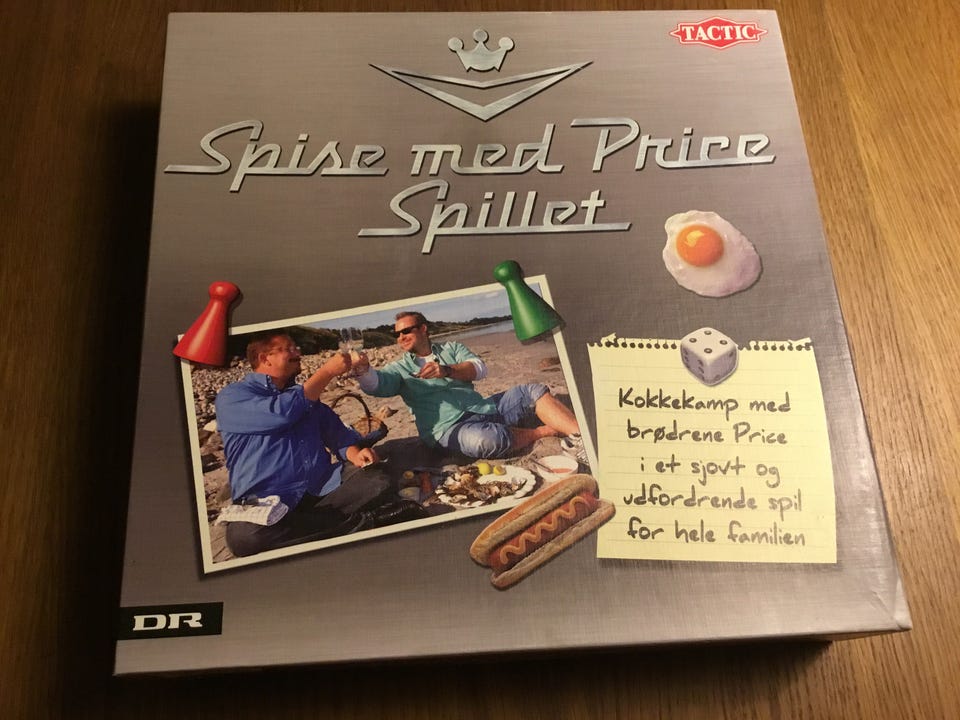 TACTIC
Spise med Price
Spillet
Kokkekamp med
brødrene Price
i et sjovt og
udfordrende spil
for hele familien
DR